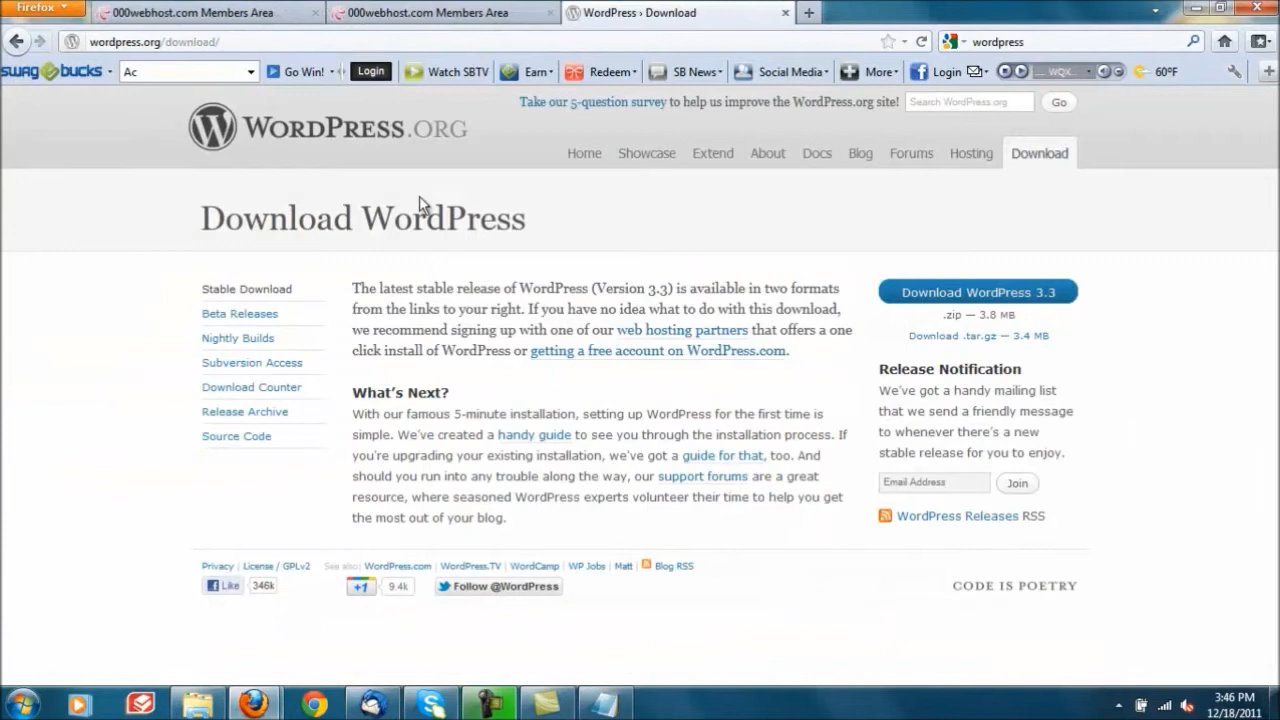 Firefox
000webhost.com Members Area
000webhost.com Members Area
WordPress › Download
wordpress.org/download/
wordpress
swagbucks
Ac
Go Win!
Login
Watch SBTV
Earn
Redeem
SB News
Social Media
More
Login
WQX
60°F
Take our 5-question survey to help us improve the WordPress.org site!
Search WordPress.org
Go
WORDPRESS.ORG
Home
Showcase
Extend
About
Docs
Blog
Forums
Hosting
Download
Download WordPress
Stable Download
Beta Releases
Nightly Builds
Subversion Access
Download Counter
Release Archive
Source Code
The latest stable release of WordPress (Version 3.3) is available in two formats
from the links to your right. If you have no idea what to do with this download,
we recommend signing up with one of our web hosting partners that offers a one
click install of WordPress or getting a free account on WordPress.com.
What's Next?
With our famous 5-minute installation, setting up WordPress for the first time is
simple. We've created a handy guide to see you through the installation process. If
you're upgrading your existing installation, we've got a guide for that, too. And
should you run into any trouble along the way, our support forums are a great
resource, where seasoned WordPress experts volunteer their time to help you get
the most out of your blog.
Download WordPress 3.3
.zip — 3.8 MB
Download .tar.gz — 3.4 MB
Release Notification
We've got a handy mailing list
that we send a friendly message
to whenever there's a new
stable release for you to enjoy.
Email Address
Join
WordPress Releases RSS
Privacy | License / GPLv2 See also: WordPress.com | WordPress.TV | WordCamp | WP Jobs | Matt | Blog RSS
Like 346k
+1 9.4k
Follow @WordPress
CODE IS POETRY
3:46 PM
12/18/2011